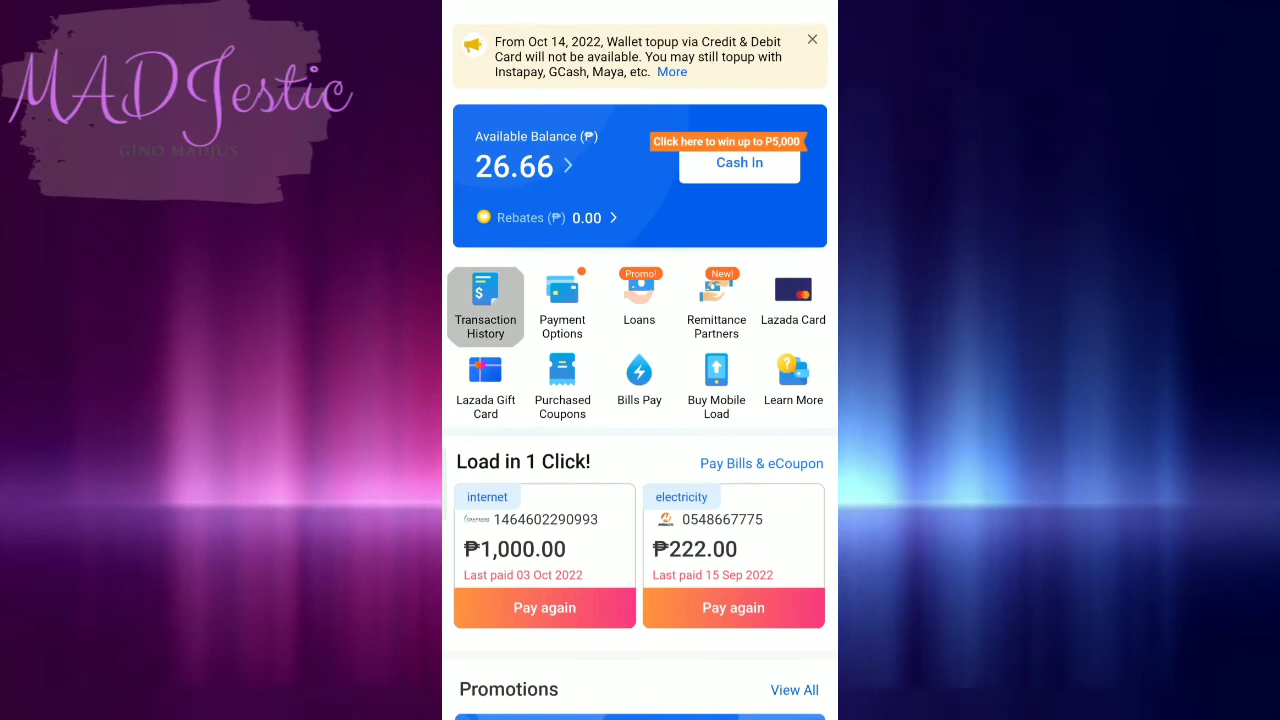 MADJestic
GINO MADJUS
From Oct 14, 2022, Wallet topup via Credit & Debit
Card will not be available. You may still topup with
Instapay, GCash, Maya, etc. More
Available Balance (₱)
26.66
Click here to win up to P5,000
Cash In
Rebates (₱) 0.00
Promo!
New!
Transaction
History
Payment
Options
Loans
Remittance
Partners
Lazada Card
Lazada Gift
Card
Purchased
Coupons
Bills Pay
Buy Mobile
Load
Learn More
Load in 1 Click!
Pay Bills & eCoupon
internet
1464602290993
₱1,000.00
Last paid 03 Oct 2022
Pay again
electricity
0548667775
₱222.00
Last paid 15 Sep 2022
Pay again
Promotions
View All